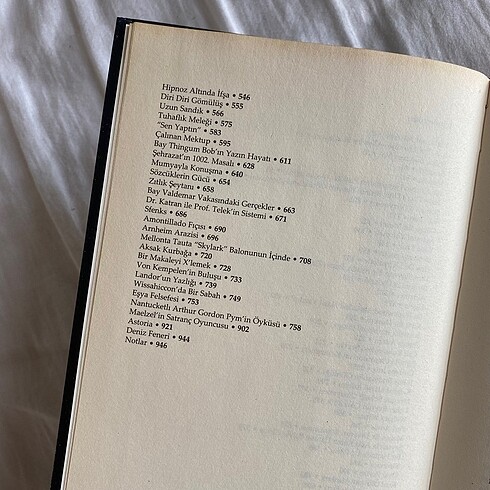 Hipnoz Altında İfşa • 546
Diri Diri Gömülüş • 555
Uzun Sandık • 566
Tuhaflık Meleği • 575
"Sen Yaptın" • 583
Çalınan Mektup • 595
Bay Thingum Bob'ın Yazın Hayatı • 611
Şehrazat'ın 1002. Masalı • 628
Mumyayla Konuşma • 640
Sözcüklerin Gücü • 654
Zıtlık Şeytanı • 658
Bay Valdemar Vakasındaki Gerçekler • 663
Dr. Katran ile Prof. Telek'in Sistemi • 671
Sfenks • 686
Amontillado Fıçısı • 690
Arnheim Arazisi • 696
Mellonta Tauta "Skylark" Balonunun İçinde • 708
Aksak Kurbağa • 720
Bir Makaleyi X'lemek • 728
Von Kempelen'in Buluşu • 733
Landor'un Yazlığı • 739
Wissahiccon'da Bir Sabah • 749
Eşya Felsefesi • 753
Nantucketlı Arthur Gordon Pym'in Öyküsü • 758
Maelzel'in Satranç Oyuncusu • 902
Astoria • 921
Deniz Feneri • 944
Notlar • 946